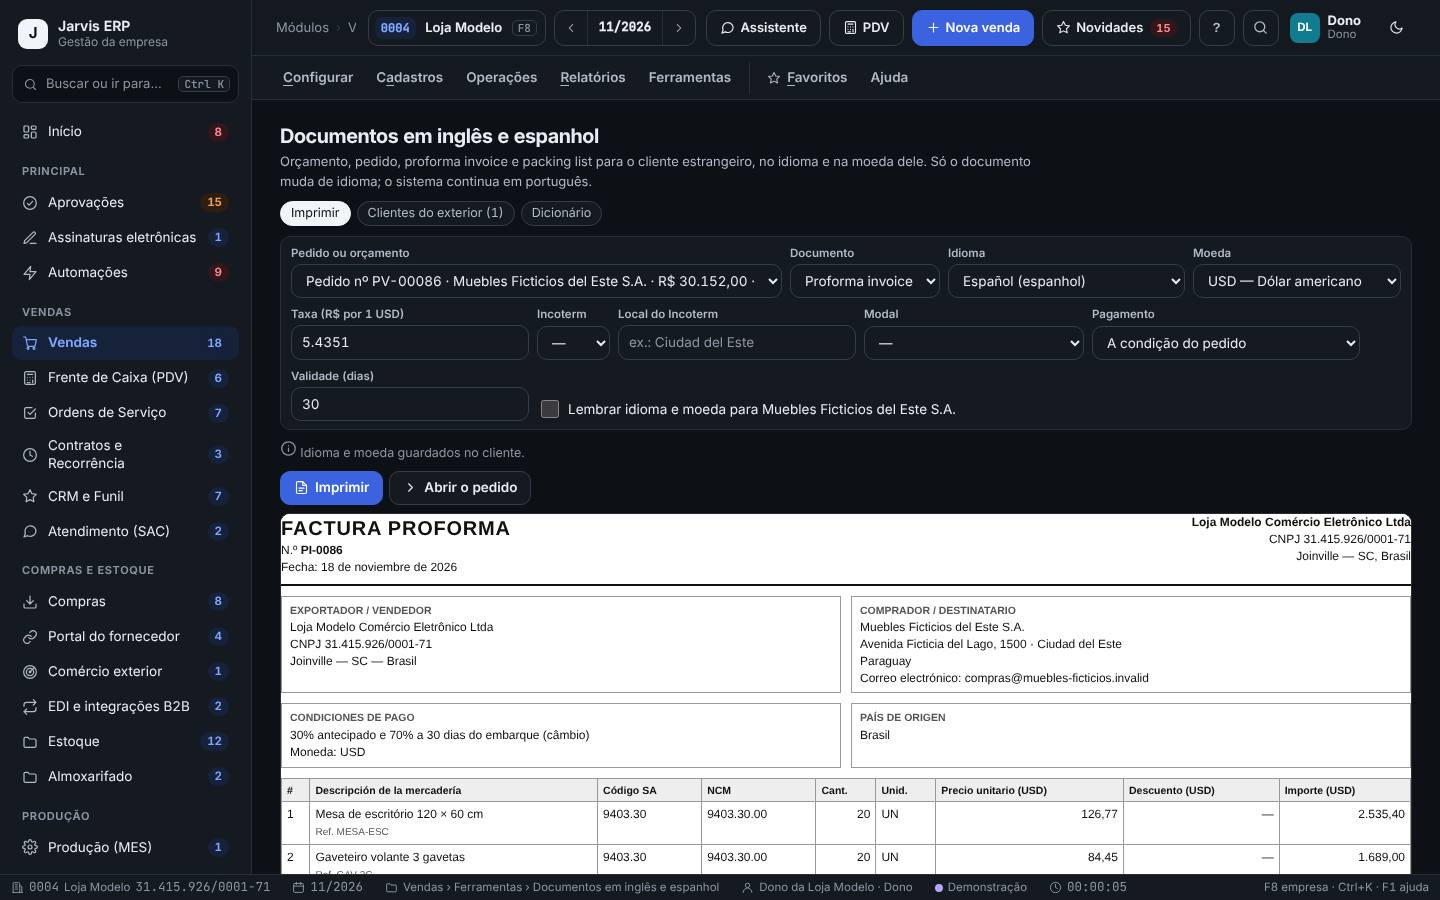 J
Jarvis ERP
Gestão da empresa
Buscar ou ir para...
Ctrl K
Início
8
PRINCIPAL
Aprovações
15
Assinaturas eletrônicas
1
Automações
9
VENDAS
Vendas
18
Frente de Caixa (PDV)
6
Ordens de Serviço
7
Contratos e
Recorrência
3
CRM e Funil
7
Atendimento (SAC)
2
COMPRAS E ESTOQUE
Compras
8
Portal do fornecedor
4
Comércio exterior
1
EDI e integrações B2B
2
Estoque
12
Almoxarifado
2
PRODUÇÃO
Produção (MES)
1
Módulos › V
0004 Loja Modelo F8
‹ 11/2026 ›
Assistente
PDV
+ Nova venda
Novidades 15
?
DL
Dono
Dono
Configurar
Cadastros
Operações
Relatórios
Ferramentas
Favoritos
Ajuda
Documentos em inglês e espanhol
Orçamento, pedido, proforma invoice e packing list para o cliente estrangeiro, no idioma e na moeda dele. Só o documento
muda de idioma; o sistema continua em português.
Imprimir
Clientes do exterior (1)
Dicionário
Pedido ou orçamento
Documento
Idioma
Moeda
Pedido nº PV-00086 · Muebles Ficticios del Este S.A. · R$ 30.152,00 ·
Proforma invoice
Español (espanhol)
USD — Dólar americano
Taxa (R$ por 1 USD)
Incoterm
Local do Incoterm
Modal
Pagamento
5.4351
—
ex.: Ciudad del Este
—
A condição do pedido
Validade (dias)
30
Lembrar idioma e moeda para Muebles Ficticios del Este S.A.
Idioma e moeda guardados no cliente.
Imprimir
Abrir o pedido
FACTURA PROFORMA
N.º PI-0086
Fecha: 18 de noviembre de 2026
Loja Modelo Comércio Eletrônico Ltda
CNPJ 31.415.926/0001-71
Joinville — SC, Brasil
EXPORTADOR / VENDEDOR
Loja Modelo Comércio Eletrônico Ltda
CNPJ 31.415.926/0001-71
Joinville — SC — Brasil
COMPRADOR / DESTINATARIO
Muebles Ficticios del Este S.A.
Avenida Ficticia del Lago, 1500 · Ciudad del Este
Paraguay
Correo electrónico: compras@muebles-ficticios.invalid
CONDICIONES DE PAGO
30% antecipado e 70% a 30 dias do embarque (câmbio)
Moneda: USD
PAÍS DE ORIGEN
Brasil
# Descripción de la mercadería Código SA NCM Cant. Unid. Precio unitario (USD) Descuento (USD) Importe (USD)
1 Mesa de escritório 120 × 60 cm 9403.30 9403.30.00 20 UN 126,77 — 2.535,40
Ref. MESA-ESC
2 Gaveteiro volante 3 gavetas 9403.30 9403.30.00 20 UN 84,45 — 1.689,00
0004 Loja Modelo 31.415.926/0001-71
11/2026
Vendas › Ferramentas › Documentos em inglês e espanhol
Dono da Loja Modelo · Dono
Demonstração
00:00:05
F8 empresa · Ctrl+K · F1 ajuda